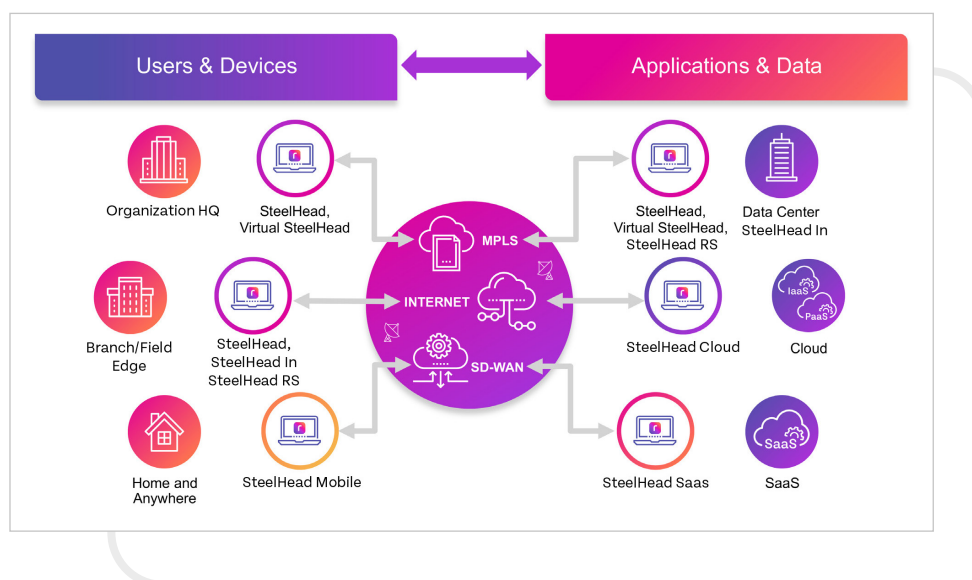 Users & Devices
Applications & Data
Organization HQ
SteelHead,
Virtual SteelHead
SteelHead,
Virtual SteelHead,
SteelHead RS
Data Center
SteelHead In
MPLS
INTERNET
SD-WAN
Branch/Field
Edge
SteelHead,
SteelHead In
SteelHead RS
SteelHead Cloud
IaaS
PaaS
Cloud
Home and
Anywhere
SteelHead Mobile
SteelHead Saas
SaaS
SaaS